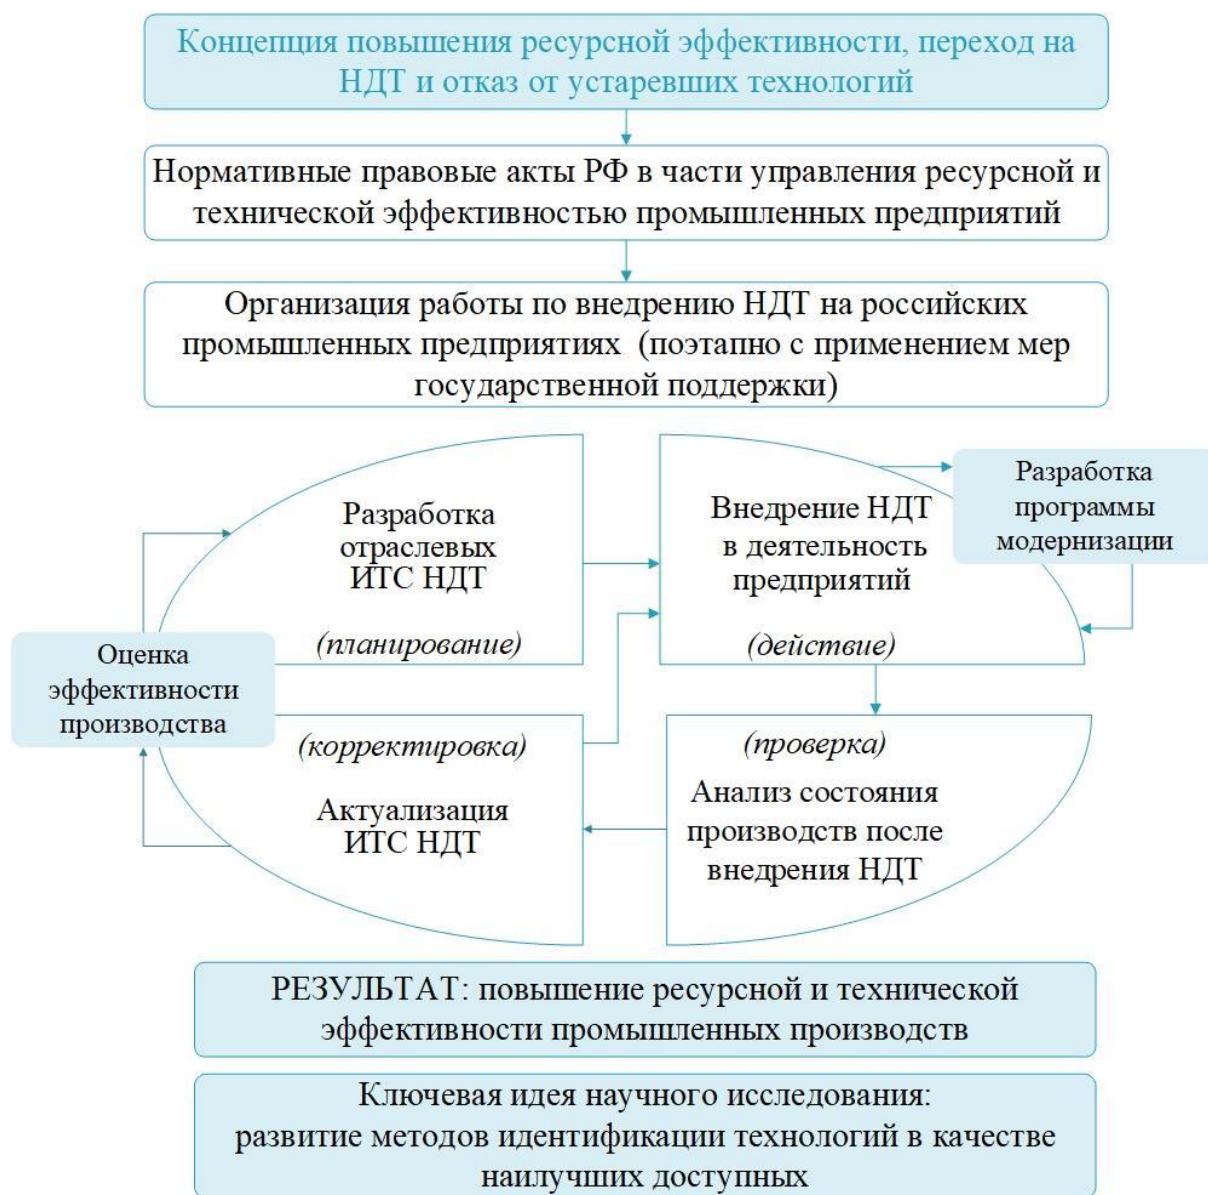 Концепция повышения ресурсной эффективности, переход на
НДТ и отказ от устаревших технологий
Нормативные правовые акты РФ в части управления ресурсной и
технической эффективностью промышленных предприятий
Организация работы по внедрению НДТ на российских
промышленных предприятиях (поэтапно с применением мер
государственной поддержки)
Разработка
отраслевых
ИТС НДТ
(планирование)
Внедрение НДТ
в деятельность
предприятий
(действие)
Разработка
программы
модернизации
Оценка
эффективности
производства
(корректировка)
Актуализация
ИТС НДТ
(проверка)
Анализ состояния
производств после
внедрения НДТ
РЕЗУЛЬТАТ: повышение ресурсной и технической
эффективности промышленных производств
Ключевая идея научного исследования:
развитие методов идентификации технологий в качестве
наилучших доступных